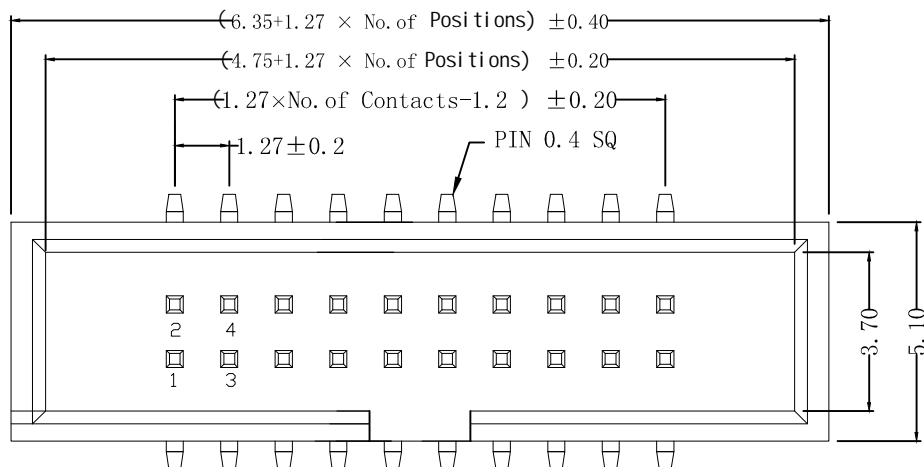 (6.35+1.27 × No.of Positions) ±0.40
(4.75+1.27 × No.of Positions) ±0.20
(1.27×No.of Contacts-1.2 ) ±0.20
1.27±0.2
PIN 0.4 SQ
2 4
1 3
3.70
5.10